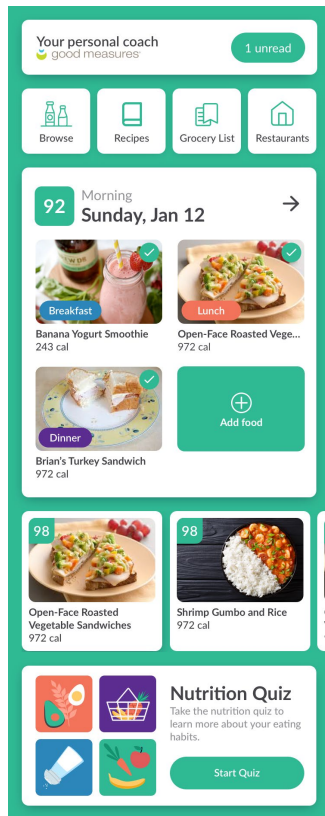 Your personal coach
good measures
1 unread
Browse
Recipes
Grocery List
Restaurants
92
Morning
Sunday, Jan 12
Breakfast
Banana Yogurt Smoothie
243 cal
Lunch
Open-Face Roasted Vege...
972 cal
Dinner
Brian's Turkey Sandwich
972 cal
Add food
98
Open-Face Roasted
Vegetable Sandwiches
972 cal
98
Shrimp Gumbo and Rice
972 cal
Nutrition Quiz
Take the nutrition quiz to
learn more about your eating
habits.
Start Quiz